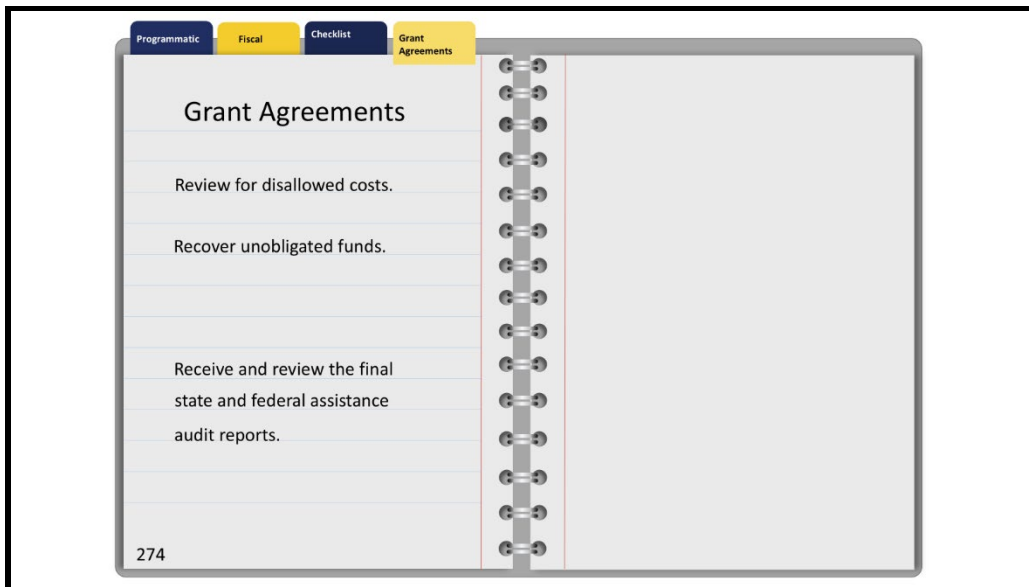 Programmatic
Fiscal
Checklist
Grant
Agreements
Grant Agreements
Review for disallowed costs.
Recover unobligated funds.
Receive and review the final
state and federal assistance
audit reports.
274